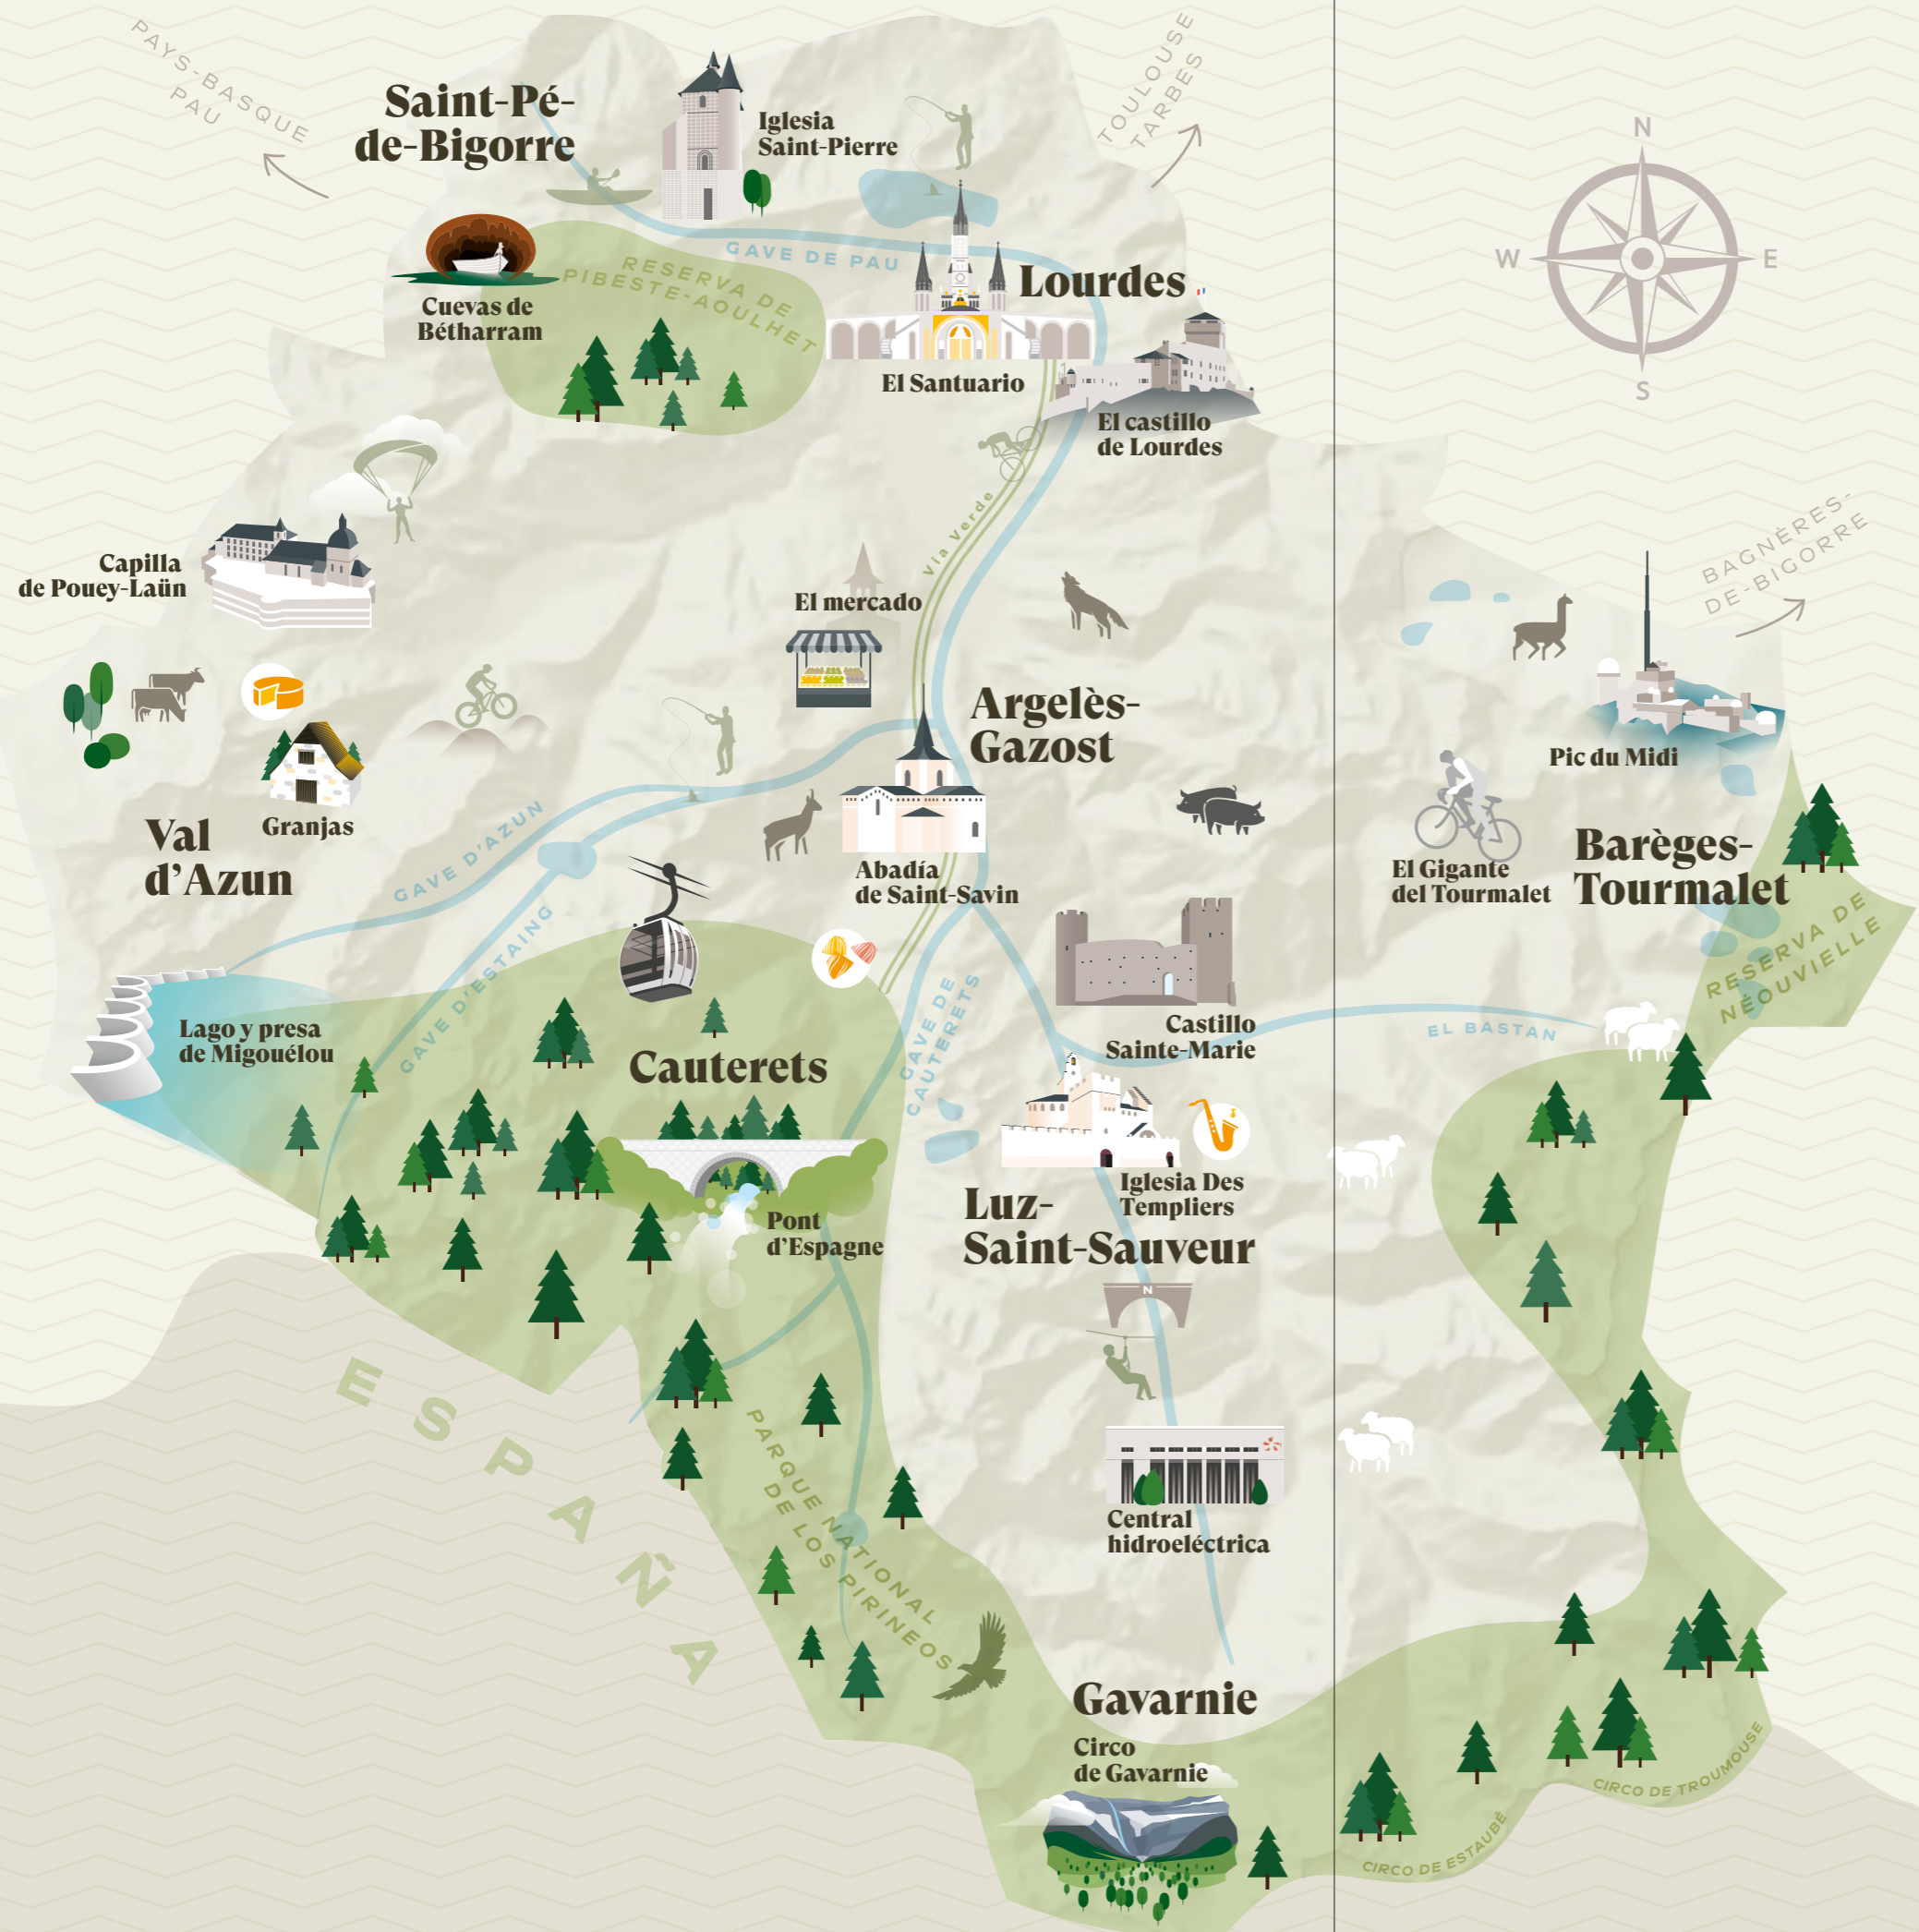 PAYS-BASQUE
PAU
TOULOUSE
TARBES
Saint-Pé-
de-Bigorre
Iglesia
Saint-Pierre
N
W
E
S
GAVE DE PAU
RESERVA DE
PIBESTE-AOULHET
Lourdes
Cuevas de
Bétharram
El Santuario
El castillo
de Lourdes
Via Verde
BAGNÈRES-
DE-BIGORRE
Capilla
de Pouey-Laün
El mercado
Argelès-
Gazost
Pic du Midi
Granjas
Val
d'Azun
GAVE D'AZUN
Abadía
de Saint-Savin
El Gigante
del Tourmalet
Barèges-
Tourmalet
RESERVA DE
NÉOUVIELLE
GAVE D'ESTAING
GAVE DE
CAUTERETS
Lago y presa
de Migouélou
Castillo
Sainte-Marie
EL BASTAN
Cauterets
Iglesia Des
Templiers
Pont
d'Espagne
Luz-
Saint-Sauveur
N
ESPAÑA
PARQUE NATIONAL
DE LOS PIRINEOS
Central
hidroeléctrica
Gavarnie
Circo
de Gavarnie
CIRCO DE TROUMOUSE
CIRCO DE ESTAUBÉ